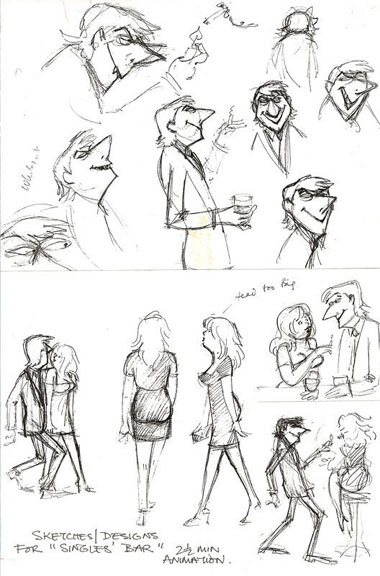 Head too big
SKETCHES/DESIGNS
FOR "SINGLES' BAR" 2½ MIN
ANIMATION.